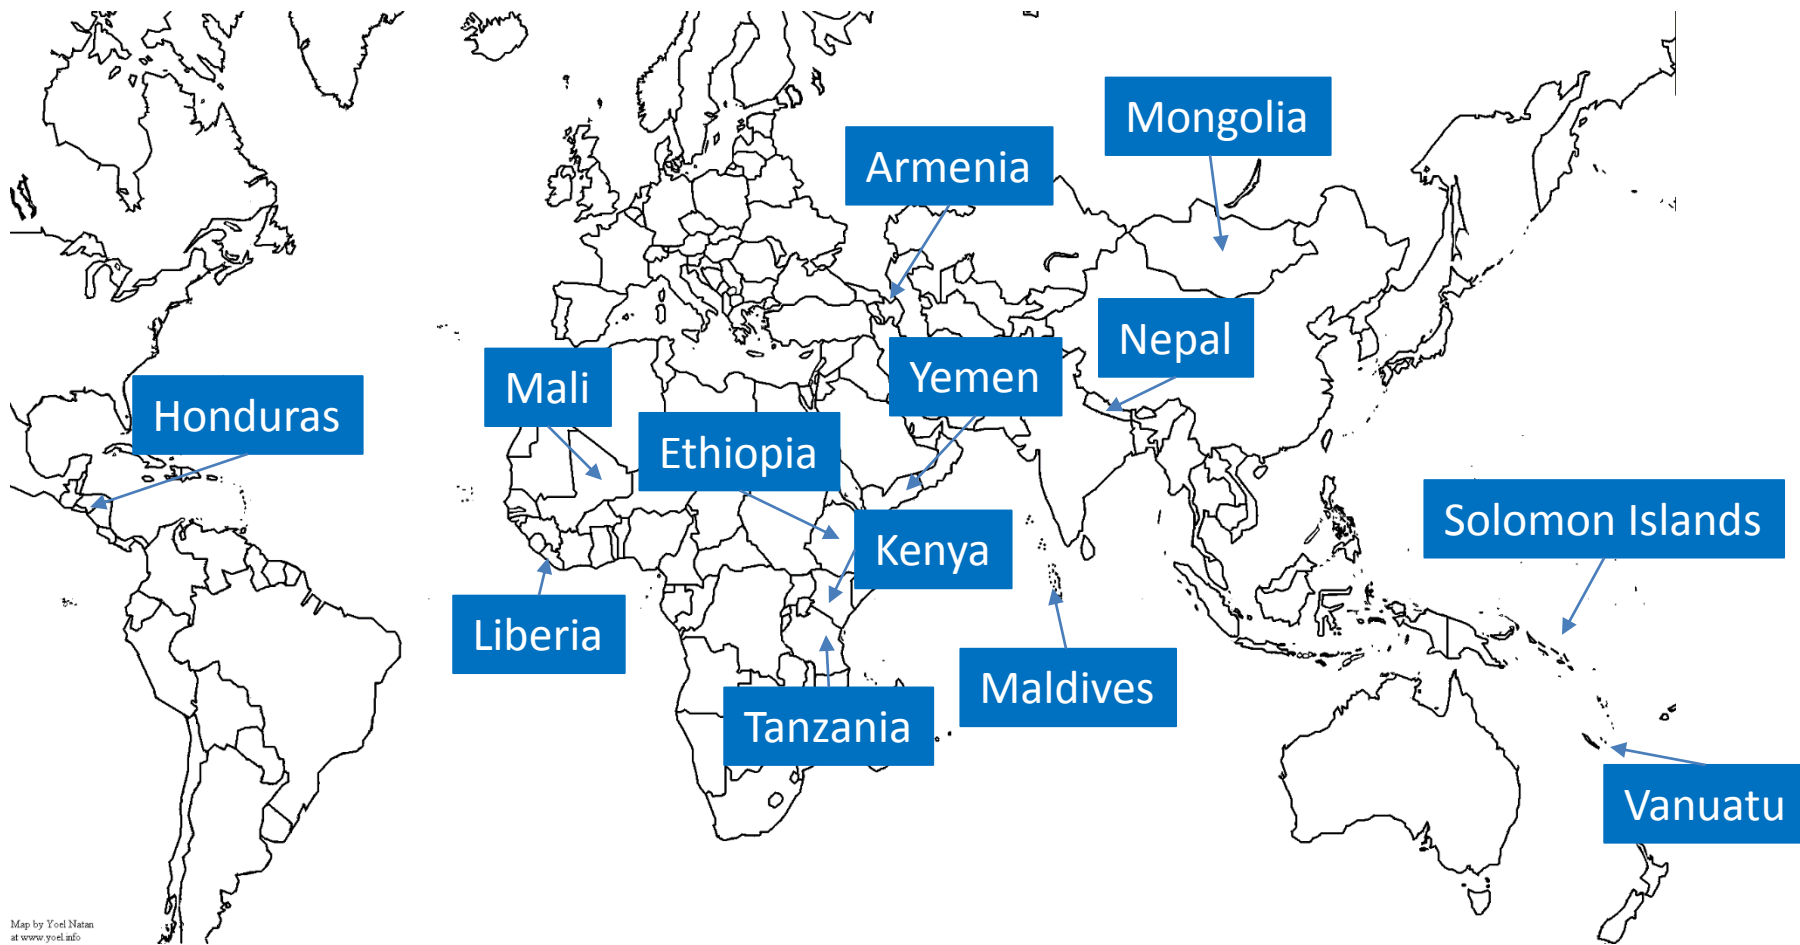 Mongolia
Armenia
Nepal
Yemen
Mali
Honduras
Ethiopia
Solomon Islands
Kenya
Liberia
Maldives
Tanzania
Vanuatu
Map by Yoel Natan
at www.yoel.info